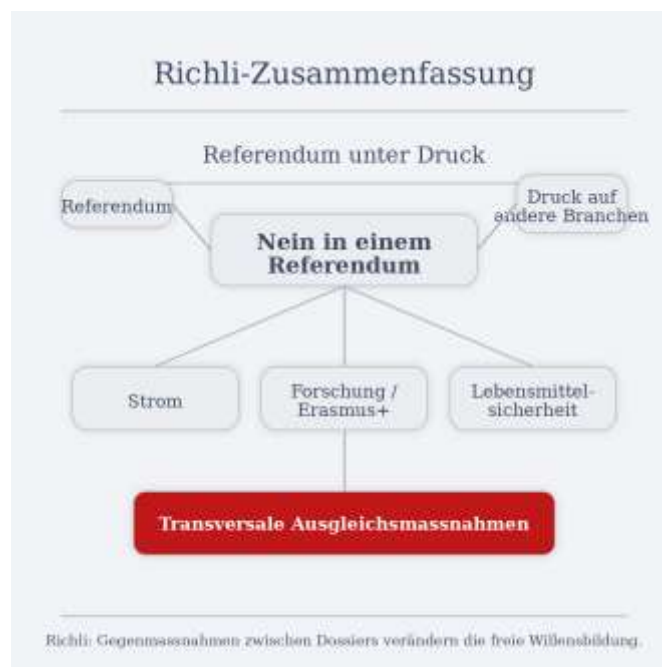 Richli-Zusammenfassung
Referendum unter Druck
Referendum
Druck auf
andere Branchen
Nein in einem
Referendum
Strom
Forschung /
Erasmus+
Lebensmittel-
sicherheit
Transversale Ausgleichsmassnahmen
Richli: Gegenmassnahmen zwischen Dossiers verändern die freie Willensbildung.